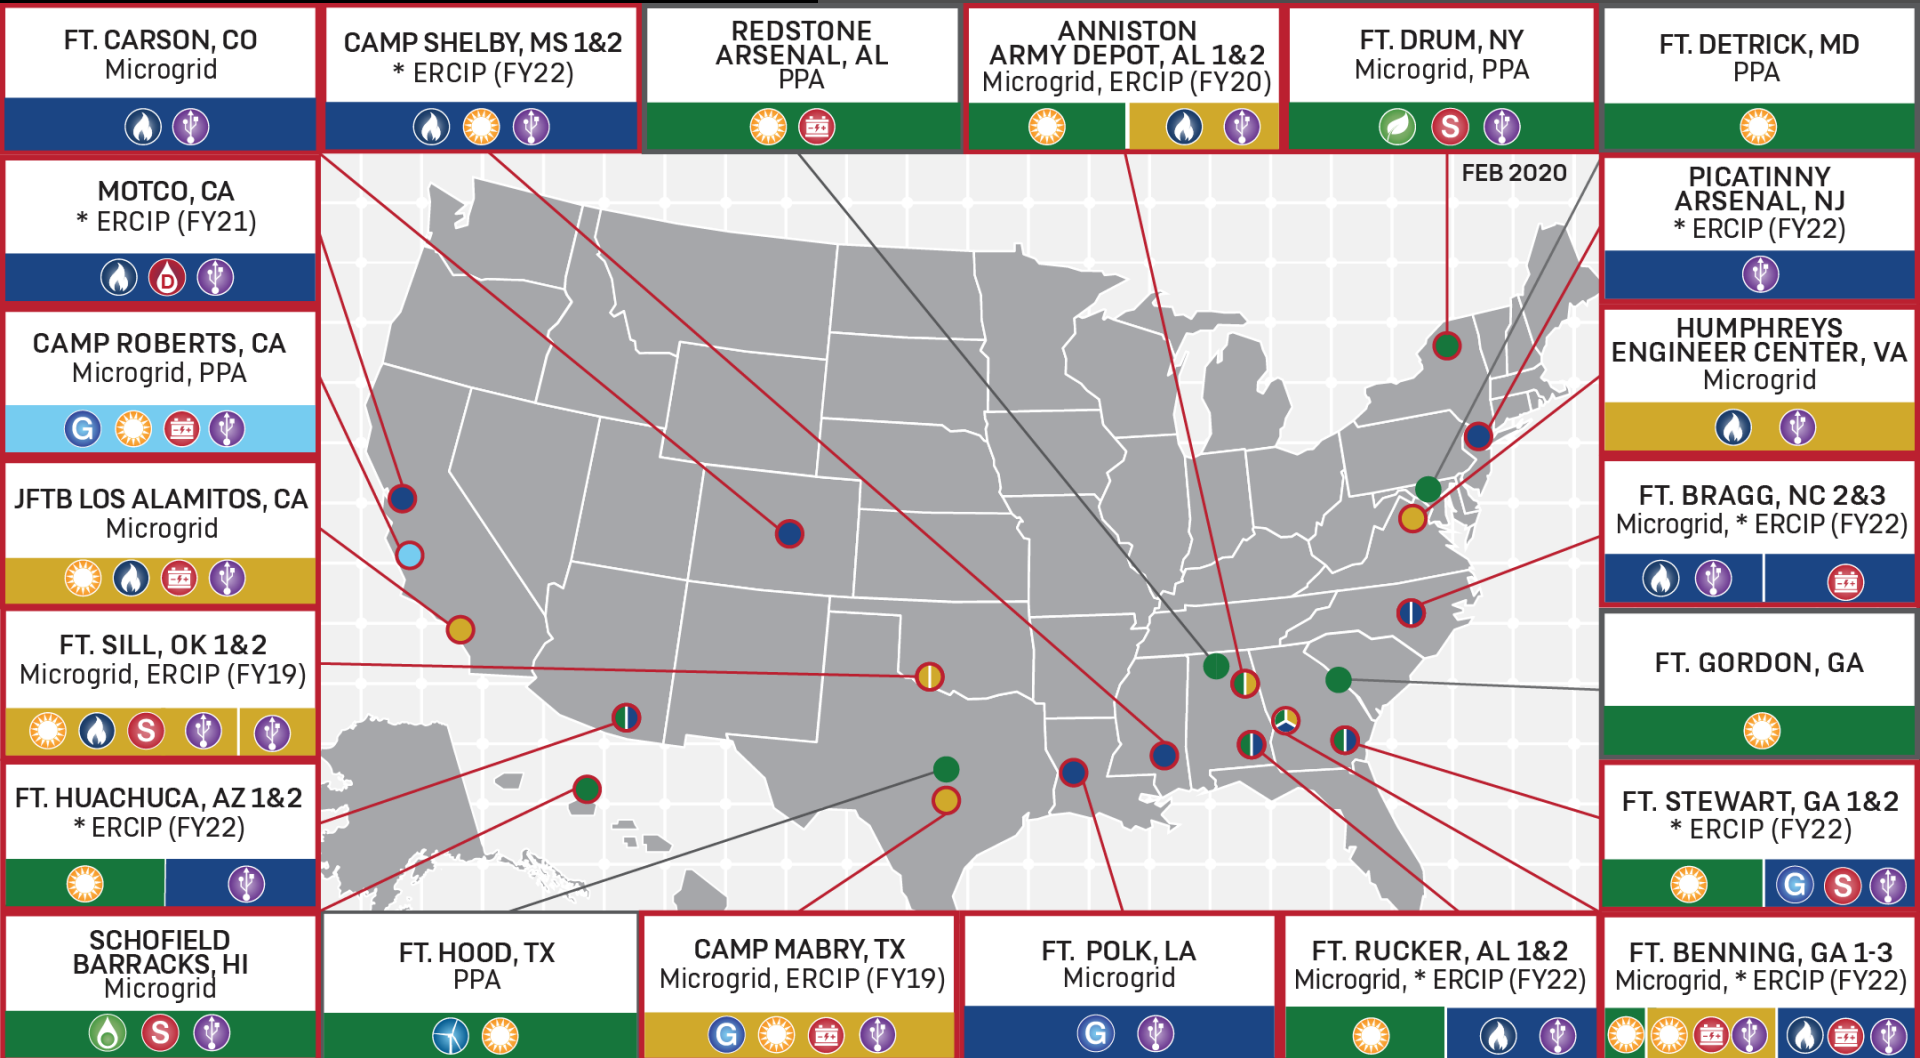 FT. CARSON, CO
Microgrid
CAMP SHELBY, MS 1&2
* ERCIP (FY22)
REDSTONE
ARSENAL, AL
PPA
ANNISTON
ARMY DEPOT, AL 1&2
Microgrid, ERCIP (FY20)
FT. DRUM, NY
Microgrid, PPA
S
FT. DETRICK, MD
PPA
FEB 2020
MOTCO, CA
* ERCIP (FY21)
D
CAMP ROBERTS, CA
Microgrid, PPA
G
JFTB LOS ALAMITOS, CA
Microgrid
FT. SILL, OK 1&2
Microgrid, ERCIP (FY19)
S
FT. HUACHUCA, AZ 1&2
* ERCIP (FY22)
SCHOFIELD
BARRACKS, HI
Microgrid
S
PICATINNY
ARSENAL, NJ
* ERCIP (FY22)
HUMPHREYS
ENGINEER CENTER, VA
Microgrid
FT. BRAGG, NC 2&3
Microgrid, * ERCIP (FY22)
FT. GORDON, GA
FT. STEWART, GA 1&2
* ERCIP (FY22)
G S
FT. HOOD, TX
PPA
CAMP MABRY, TX
Microgrid, ERCIP (FY19)
G
FT. POLK, LA
Microgrid
G
FT. RUCKER, AL 1&2
Microgrid, * ERCIP (FY22)
FT. BENNING, GA 1-3
Microgrid, * ERCIP (FY22)